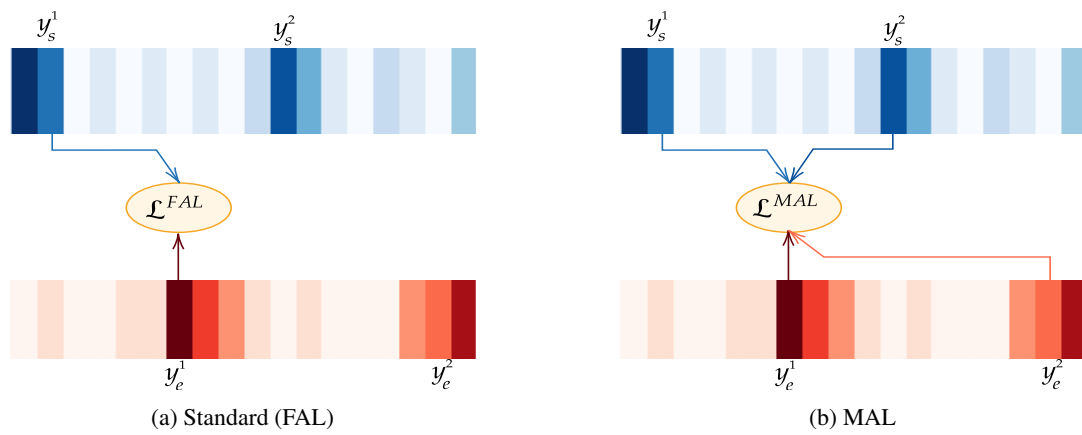 y_s^1 y_s^2 y_s^1 y_s^2
𝔏^{FAL} 𝔏^{MAL}
y_e^1 y_e^2 y_e^1 y_e^2
(a) Standard (FAL) (b) MAL